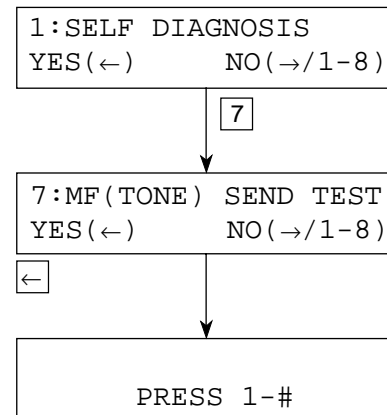 1:SELF DIAGNOSIS
YES(←) NO(→/1-8)
7
7:MF(TONE) SEND TEST
YES(←) NO(→/1-8)
←
PRESS 1-#